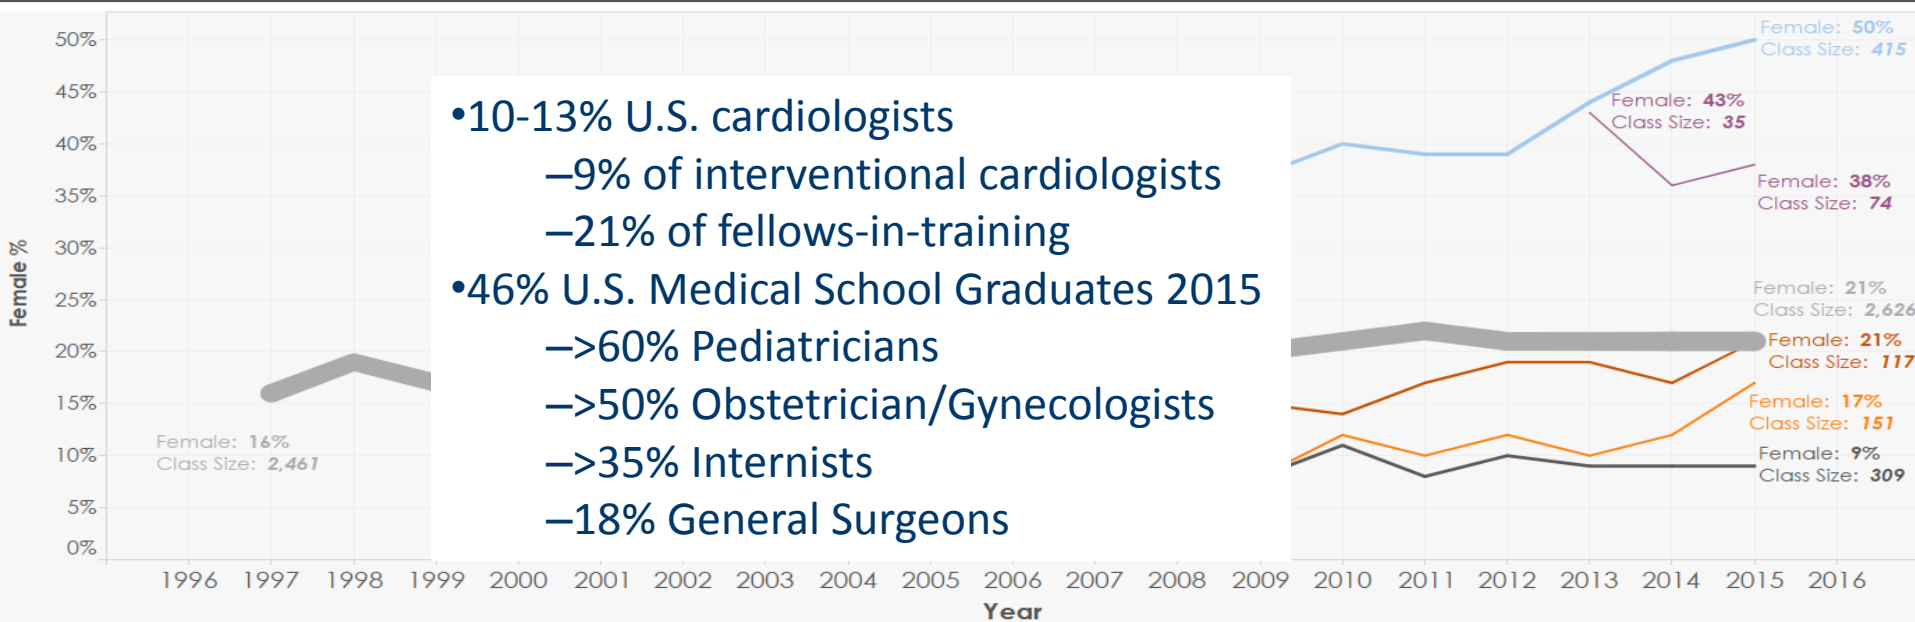 50%
45%
40%
35%
30%
25%
20%
15%
10%
5%
0%
Female %
•10-13% U.S. cardiologists
–9% of interventional cardiologists
–21% of fellows-in-training
•46% U.S. Medical School Graduates 2015
–>60% Pediatricians
–>50% Obstetrician/Gynecologists
–>35% Internists
–18% General Surgeons
Female: 16%
Class Size: 2,461
Female: 50%
Class Size: 415
Female: 43%
Class Size: 35
Female: 38%
Class Size: 74
Female: 21%
Class Size: 2,626
Female: 21%
Class Size: 117
Female: 17%
Class Size: 151
Female: 9%
Class Size: 309
1996 1997 1998 1999 2000 2001 2002 2003 2004 2005 2006 2007 2008 2009 2010 2011 2012 2013 2014 2015 2016
Year